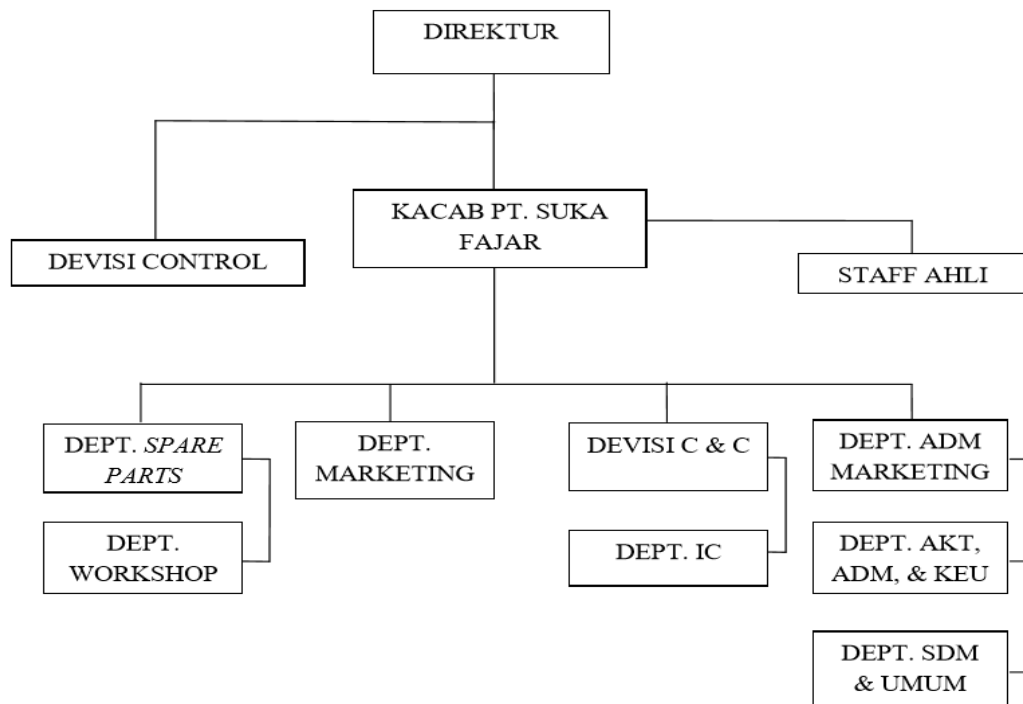 DIREKTUR
KACAB PT. SUKA
FAJAR
DEVISI CONTROL
STAFF AHLI
DEPT. SPARE
PARTS
DEPT.
MARKETING
DEVISI C & C
DEPT. ADM
MARKETING
DEPT.
WORKSHOP
DEPT. IC
DEPT. AKT,
ADM, & KEU
DEPT. SDM
& UMUM